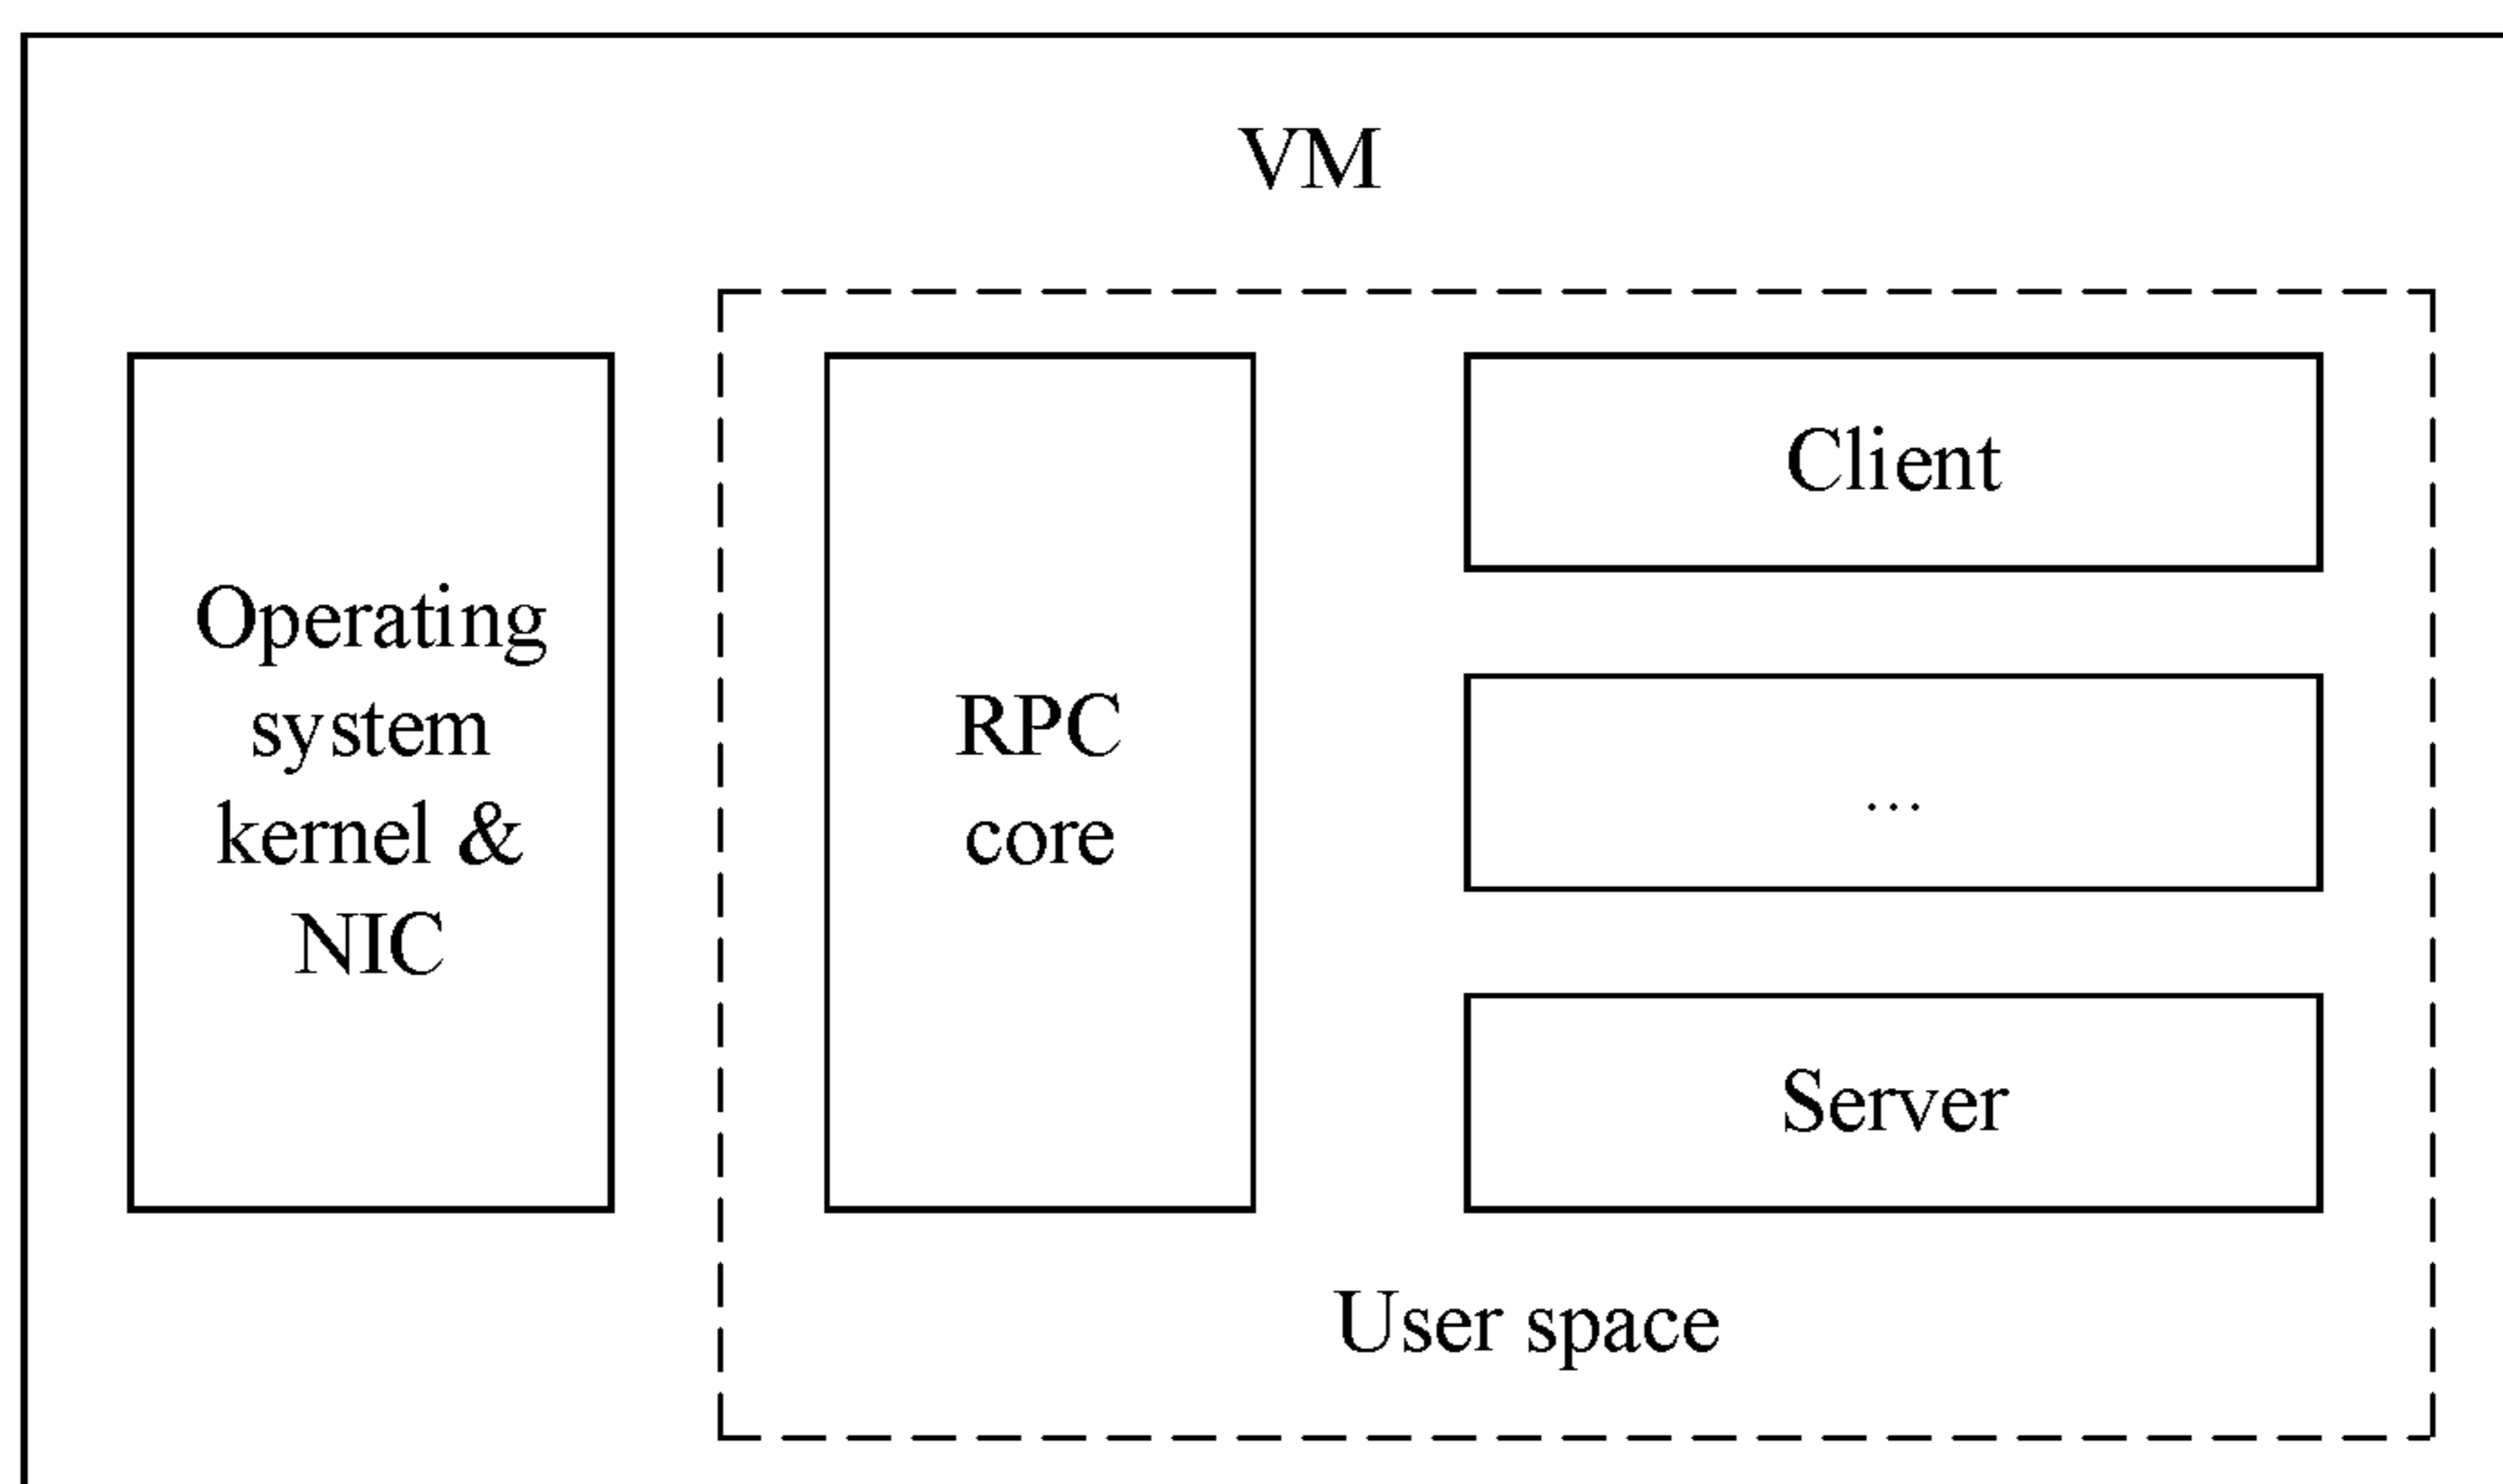 VM
Operating
system
kernel &
NIC
RPC
core
Client
...
Server
User space